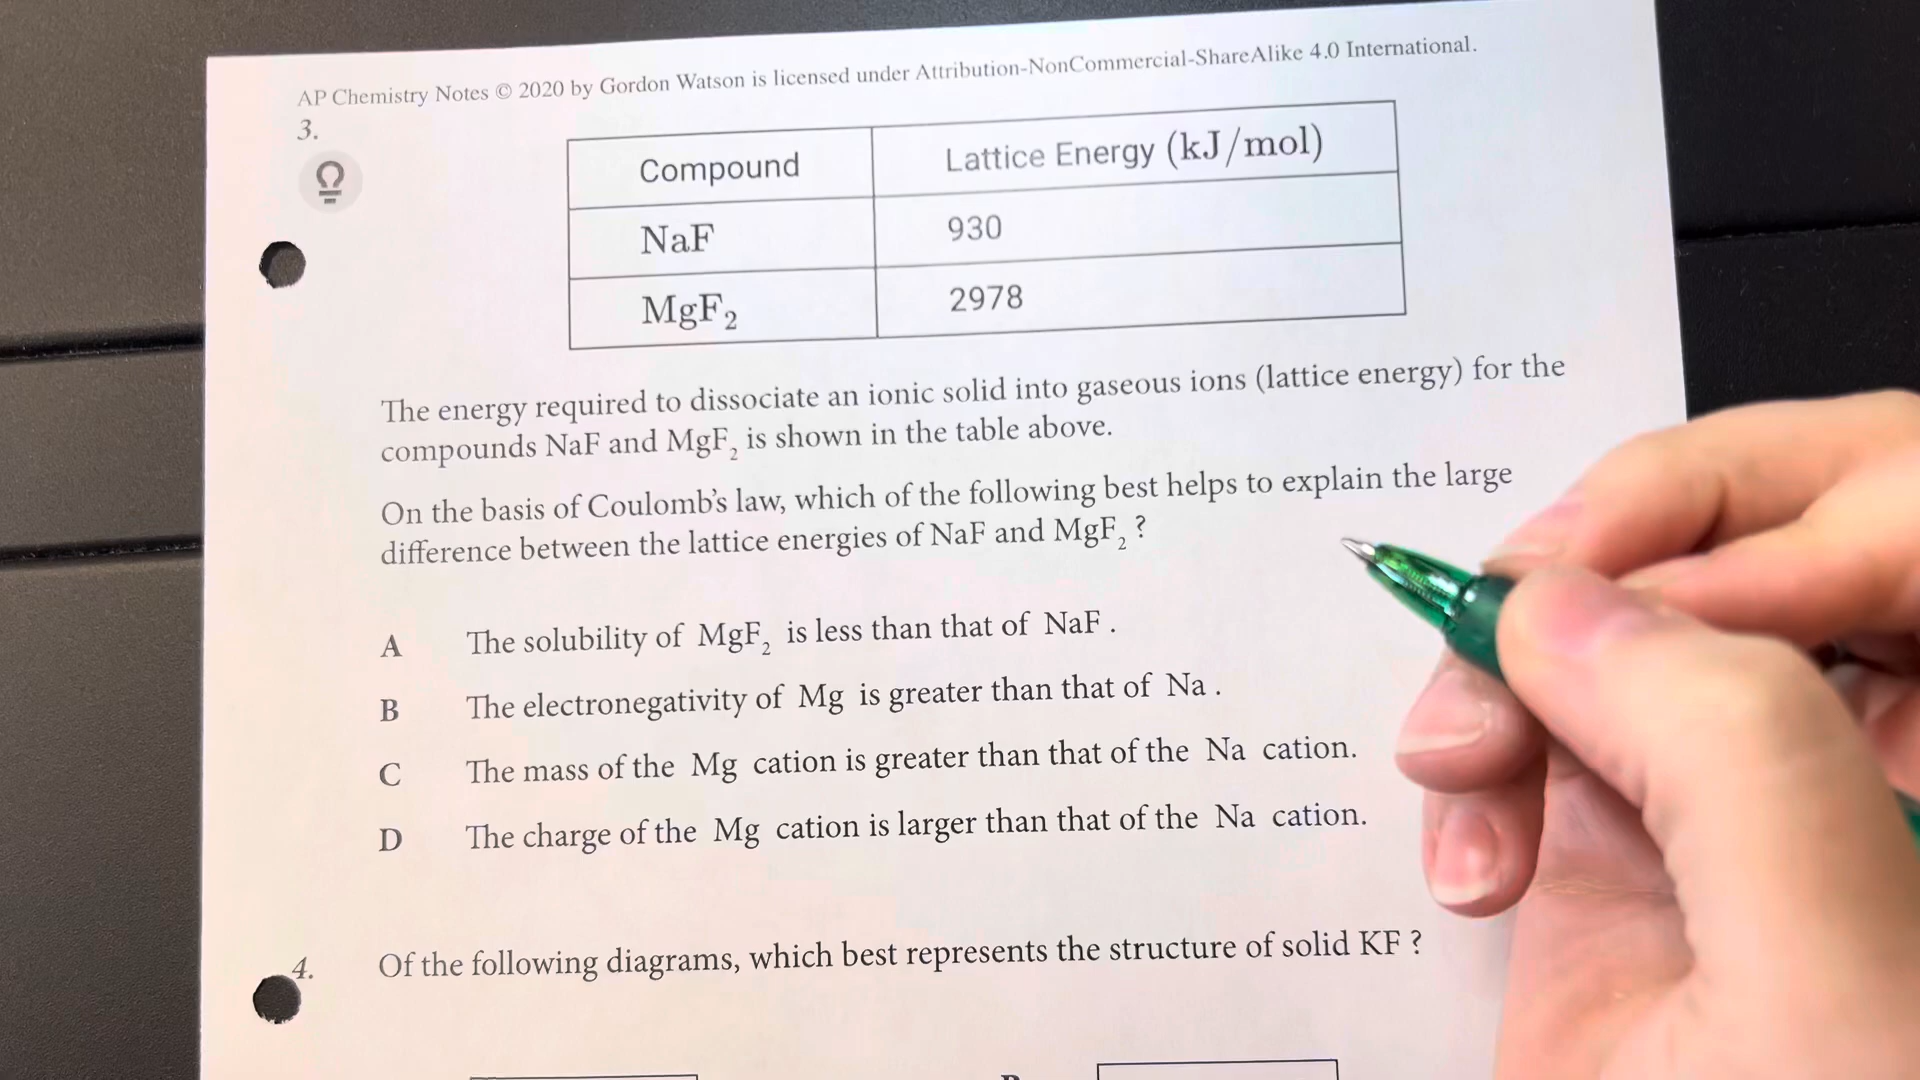 AP Chemistry Notes © 2020 by Gordon Watson is licensed under Attribution-NonCommercial-ShareAlike 4.0 International.
3.
Compound Lattice Energy (kJ/mol)
NaF 930
MgF₂ 2978
The energy required to dissociate an ionic solid into gaseous ions (lattice energy) for the
compounds NaF and MgF₂ is shown in the table above.
On the basis of Coulomb's law, which of the following best helps to explain the large
difference between the lattice energies of NaF and MgF₂ ?
A The solubility of MgF₂ is less than that of NaF .
B The electronegativity of Mg is greater than that of Na .
C The mass of the Mg cation is greater than that of the Na cation.
D The charge of the Mg cation is larger than that of the Na cation.
4. Of the following diagrams, which best represents the structure of solid KF ?